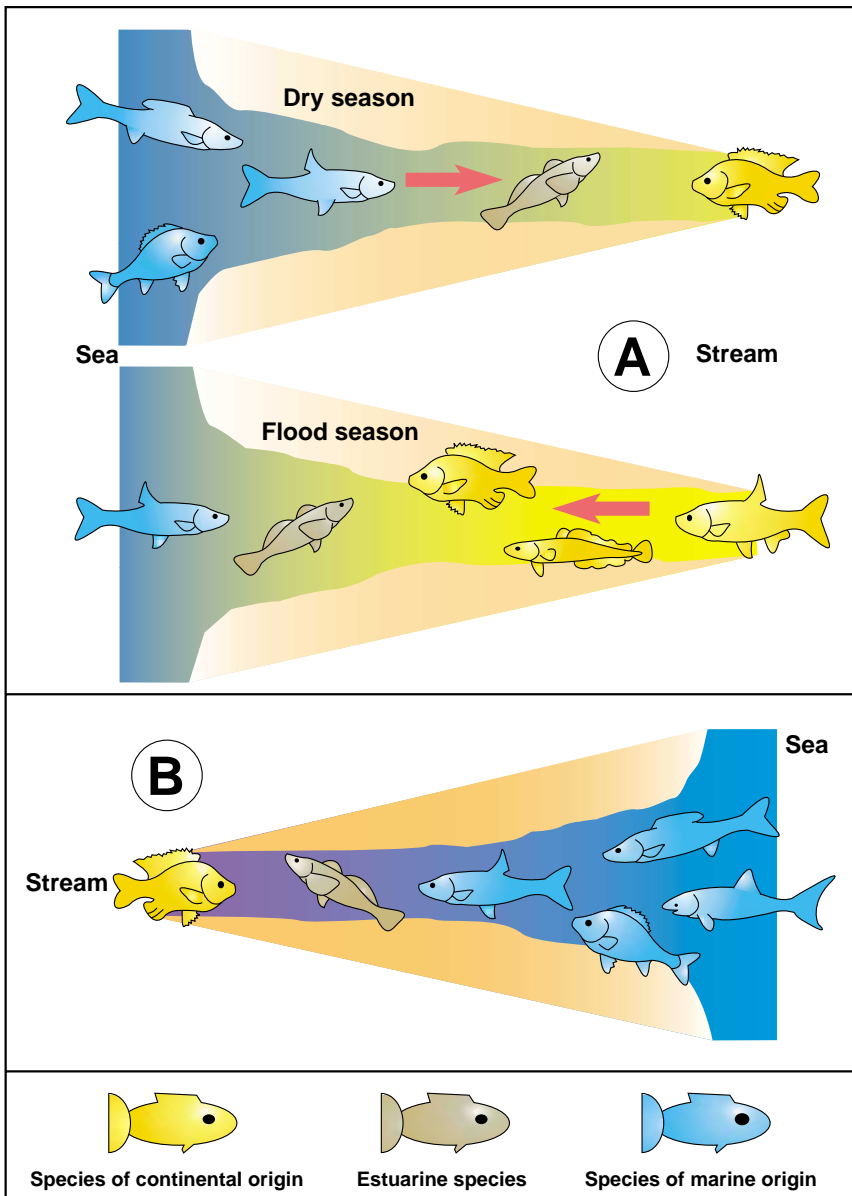 Dry season
Sea
A
Stream
Flood season
B
Sea
Stream
Species of continental origin
Estuarine species
Species of marine origin